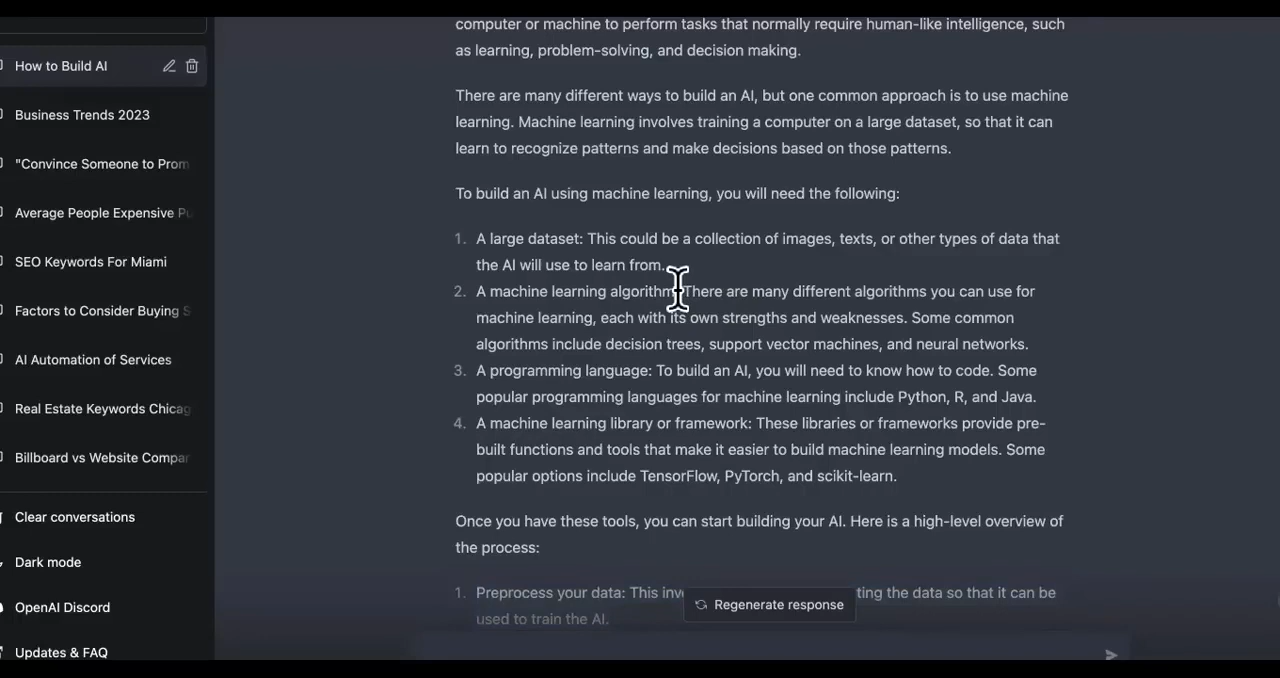 How to Build AI
Business Trends 2023
"Convince Someone to Prom
Average People Expensive Pu
SEO Keywords For Miami
Factors to Consider Buying S
AI Automation of Services
Real Estate Keywords Chicag
Billboard vs Website Compar
Clear conversations
Dark mode
OpenAI Discord
Updates & FAQ
computer or machine to perform tasks that normally require human-like intelligence, such
as learning, problem-solving, and decision making.
There are many different ways to build an AI, but one common approach is to use machine
learning. Machine learning involves training a computer on a large dataset, so that it can
learn to recognize patterns and make decisions based on those patterns.
To build an AI using machine learning, you will need the following:
1. A large dataset: This could be a collection of images, texts, or other types of data that
the AI will use to learn from.
2. A machine learning algorithm: There are many different algorithms you can use for
machine learning, each with its own strengths and weaknesses. Some common
algorithms include decision trees, support vector machines, and neural networks.
3. A programming language: To build an AI, you will need to know how to code. Some
popular programming languages for machine learning include Python, R, and Java.
4. A machine learning library or framework: These libraries or frameworks provide pre-
built functions and tools that make it easier to build machine learning models. Some
popular options include TensorFlow, PyTorch, and scikit-learn.
Once you have these tools, you can start building your AI. Here is a high-level overview of
the process:
1. Preprocess your data: This inv ting the data so that it can be
used to train the AI.
Regenerate response